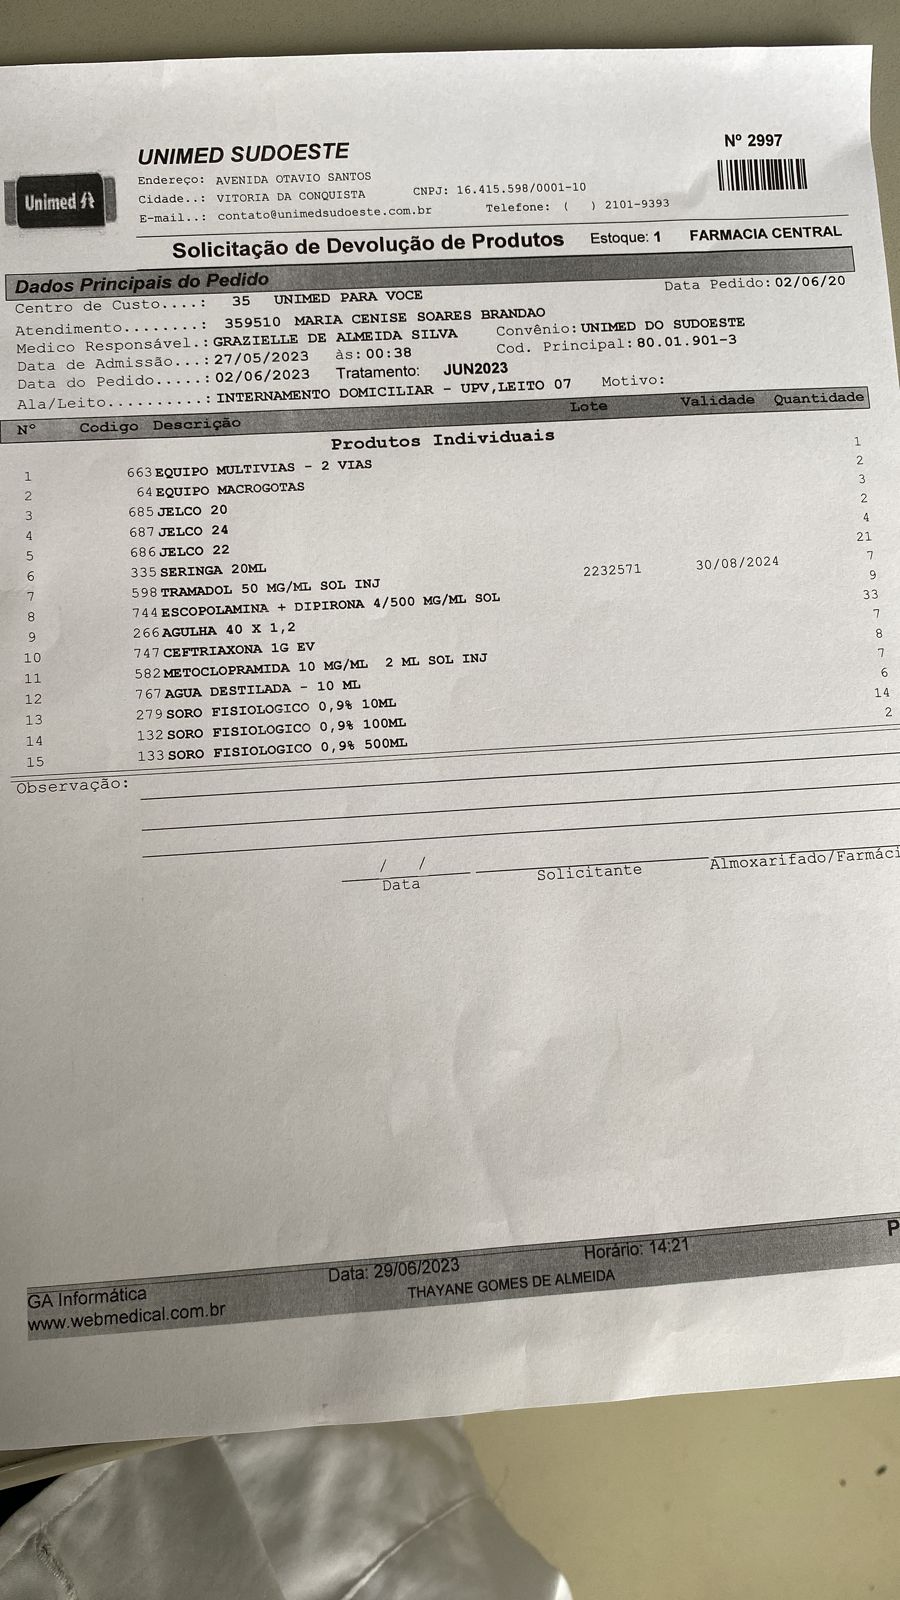 UNIMED SUDOESTE
Nº 2997
Unimed
Endereço: AVENIDA OTAVIO SANTOS
Cidade..: VITORIA DA CONQUISTA CNPJ: 16.415.598/0001-10
E-mail..: contato@unimedsudoeste.com.br Telefone: ( ) 2101-9393
Solicitação de Devolução de Produtos Estoque: 1 FARMACIA CENTRAL
Dados Principais do Pedido
Centro de Custo....: 35 UNIMED PARA VOCE Data Pedido: 02/06/20
Atendimento........: 359510 MARIA CENISE SOARES BRANDAO
Medico Responsável.: GRAZIELLE DE ALMEIDA SILVA Convênio: UNIMED DO SUDOESTE
Data de Admissão...: 27/05/2023 às: 00:38 Cod. Principal: 80.01.901-3
Data do Pedido.....: 02/06/2023 Tratamento: JUN2023
Ala/Leito..........: INTERNAMENTO DOMICILIAR - UPV,LEITO 07 Motivo:
Nº Codigo Descrição Lote Validade Quantidade
Produtos Individuais
1 663 EQUIPO MULTIVIAS - 2 VIAS 1
2 64 EQUIPO MACROGOTAS 2
3 685 JELCO 20 3
4 687 JELCO 24 2
5 686 JELCO 22 4
6 335 SERINGA 20ML 21
7 598 TRAMADOL 50 MG/ML SOL INJ 2232571 30/08/2024 7
8 744 ESCOPOLAMINA + DIPIRONA 4/500 MG/ML SOL 9
9 266 AGULHA 40 X 1,2 33
10 747 CEFTRIAXONA 1G EV 7
11 582 METOCLOPRAMIDA 10 MG/ML 2 ML SOL INJ 8
12 767 AGUA DESTILADA - 10 ML 7
13 279 SORO FISIOLOGICO 0,9% 10ML 6
14 132 SORO FISIOLOGICO 0,9% 100ML 14
15 133 SORO FISIOLOGICO 0,9% 500ML 2
Observação:
/ /
Data Solicitante Almoxarifado/Farmáci
GA Informática Data: 29/06/2023 Horário: 14:21 P
www.webmedical.com.br THAYANE GOMES DE ALMEIDA